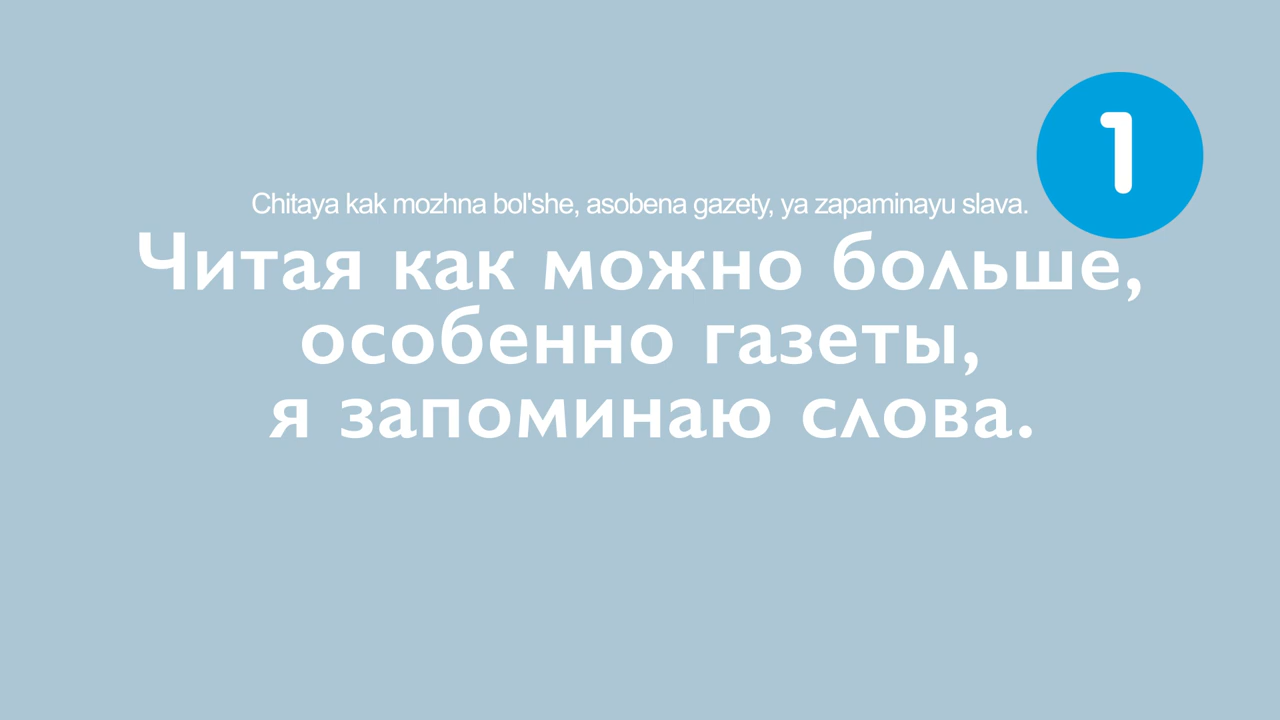 1
Chitaya kak mozhna bol'she, asobena gazety, ya zapaminayu slava.
Читая как можно больше,
особенно газеты,
я запоминаю слова.